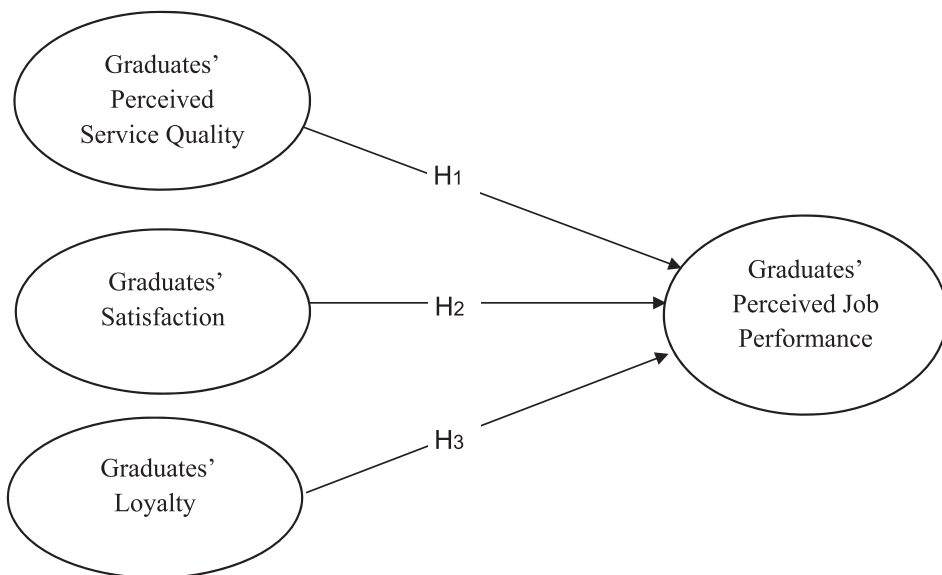 Graduates’
Perceived
Service Quality
H1
Graduates’
Satisfaction
H2
Graduates’
Perceived Job
Performance
H3
Graduates’
Loyalty